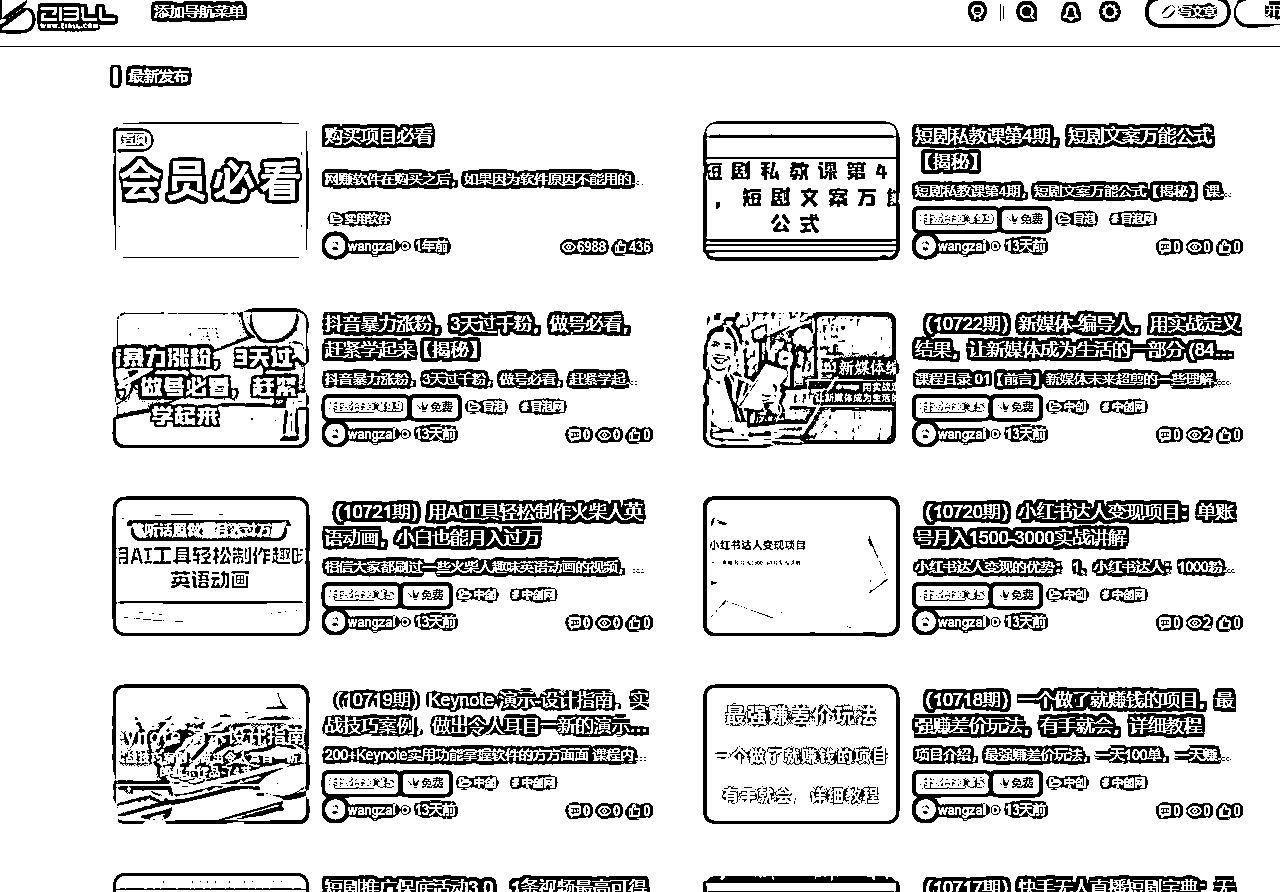 ZIBLL
WWW.ZIBLL.COM
添加导航菜单
写文章
最新发布
置顶
会员必看
购买项目必看
网赚软件在购买之后，如果因为软件原因不能用的...
实用软件
wangzai 1年前
6988 436
短剧私教课第4
，短剧文案万
公式
短剧私教课第4期，短剧文案万能公式
【揭秘】
短剧私教课第4期，短剧文案万能公式【揭秘】 课...
免费 冒泡 # 冒泡网
wangzai 13天前
0 0 0
暴力涨粉，3天过
做号必看，赶紧
学起来
抖音暴力涨粉，3天过千粉，做号必看，
赶紧学起来【揭秘】
抖音暴力涨粉，3天过千粉，做号必看，赶紧学起...
免费 冒泡 # 冒泡网
wangzai 13天前
0 0 0
新媒体编
用实战
让新媒体成为生活
（10722期）新媒体-编导人，用实战定义
结果，让新媒体成为生活的一部分 (84...
课程目录 01【前言】新媒体未来趋势的一些理解...
免费 中创 # 中创网
wangzai 13天前
0 2 0
用AI工具轻松制作趣味
英语动画
（10721期）用AI工具轻松制作火柴人英
语动画，小白也能月入过万
相信大家都刷过一些火柴人趣味英语动画的视频，...
免费 中创 # 中创网
wangzai 13天前
0 0 0
小红书达人变现项目
（10720期）小红书达人变现项目：单账
号月入1500-3000实战讲解
小红书达人变现的优势： 1、小红书达人：1000粉...
免费 中创 # 中创网
wangzai 13天前
0 2 0
演示设计指南
（10719期）Keynote 演示-设计指南，实
战技巧案例，做出令人耳目一新的演示...
200+Keynote实用功能掌握软件的方方面面 课程内...
免费 中创 # 中创网
wangzai 13天前
0 0 0
最强赚差价玩法
一个做了就赚钱的项目
有手就会，详细教程
（10718期）一个做了就赚钱的项目，最
强赚差价玩法，有手就会，详细教程
项目介绍，最强赚差价玩法，一天100单，一天赚...
免费 中创 # 中创网
wangzai 13天前
0 0 0
短剧推广保底活动3.0，1条视频最高可得
（10717期）快手无人直播短剧宝典：无